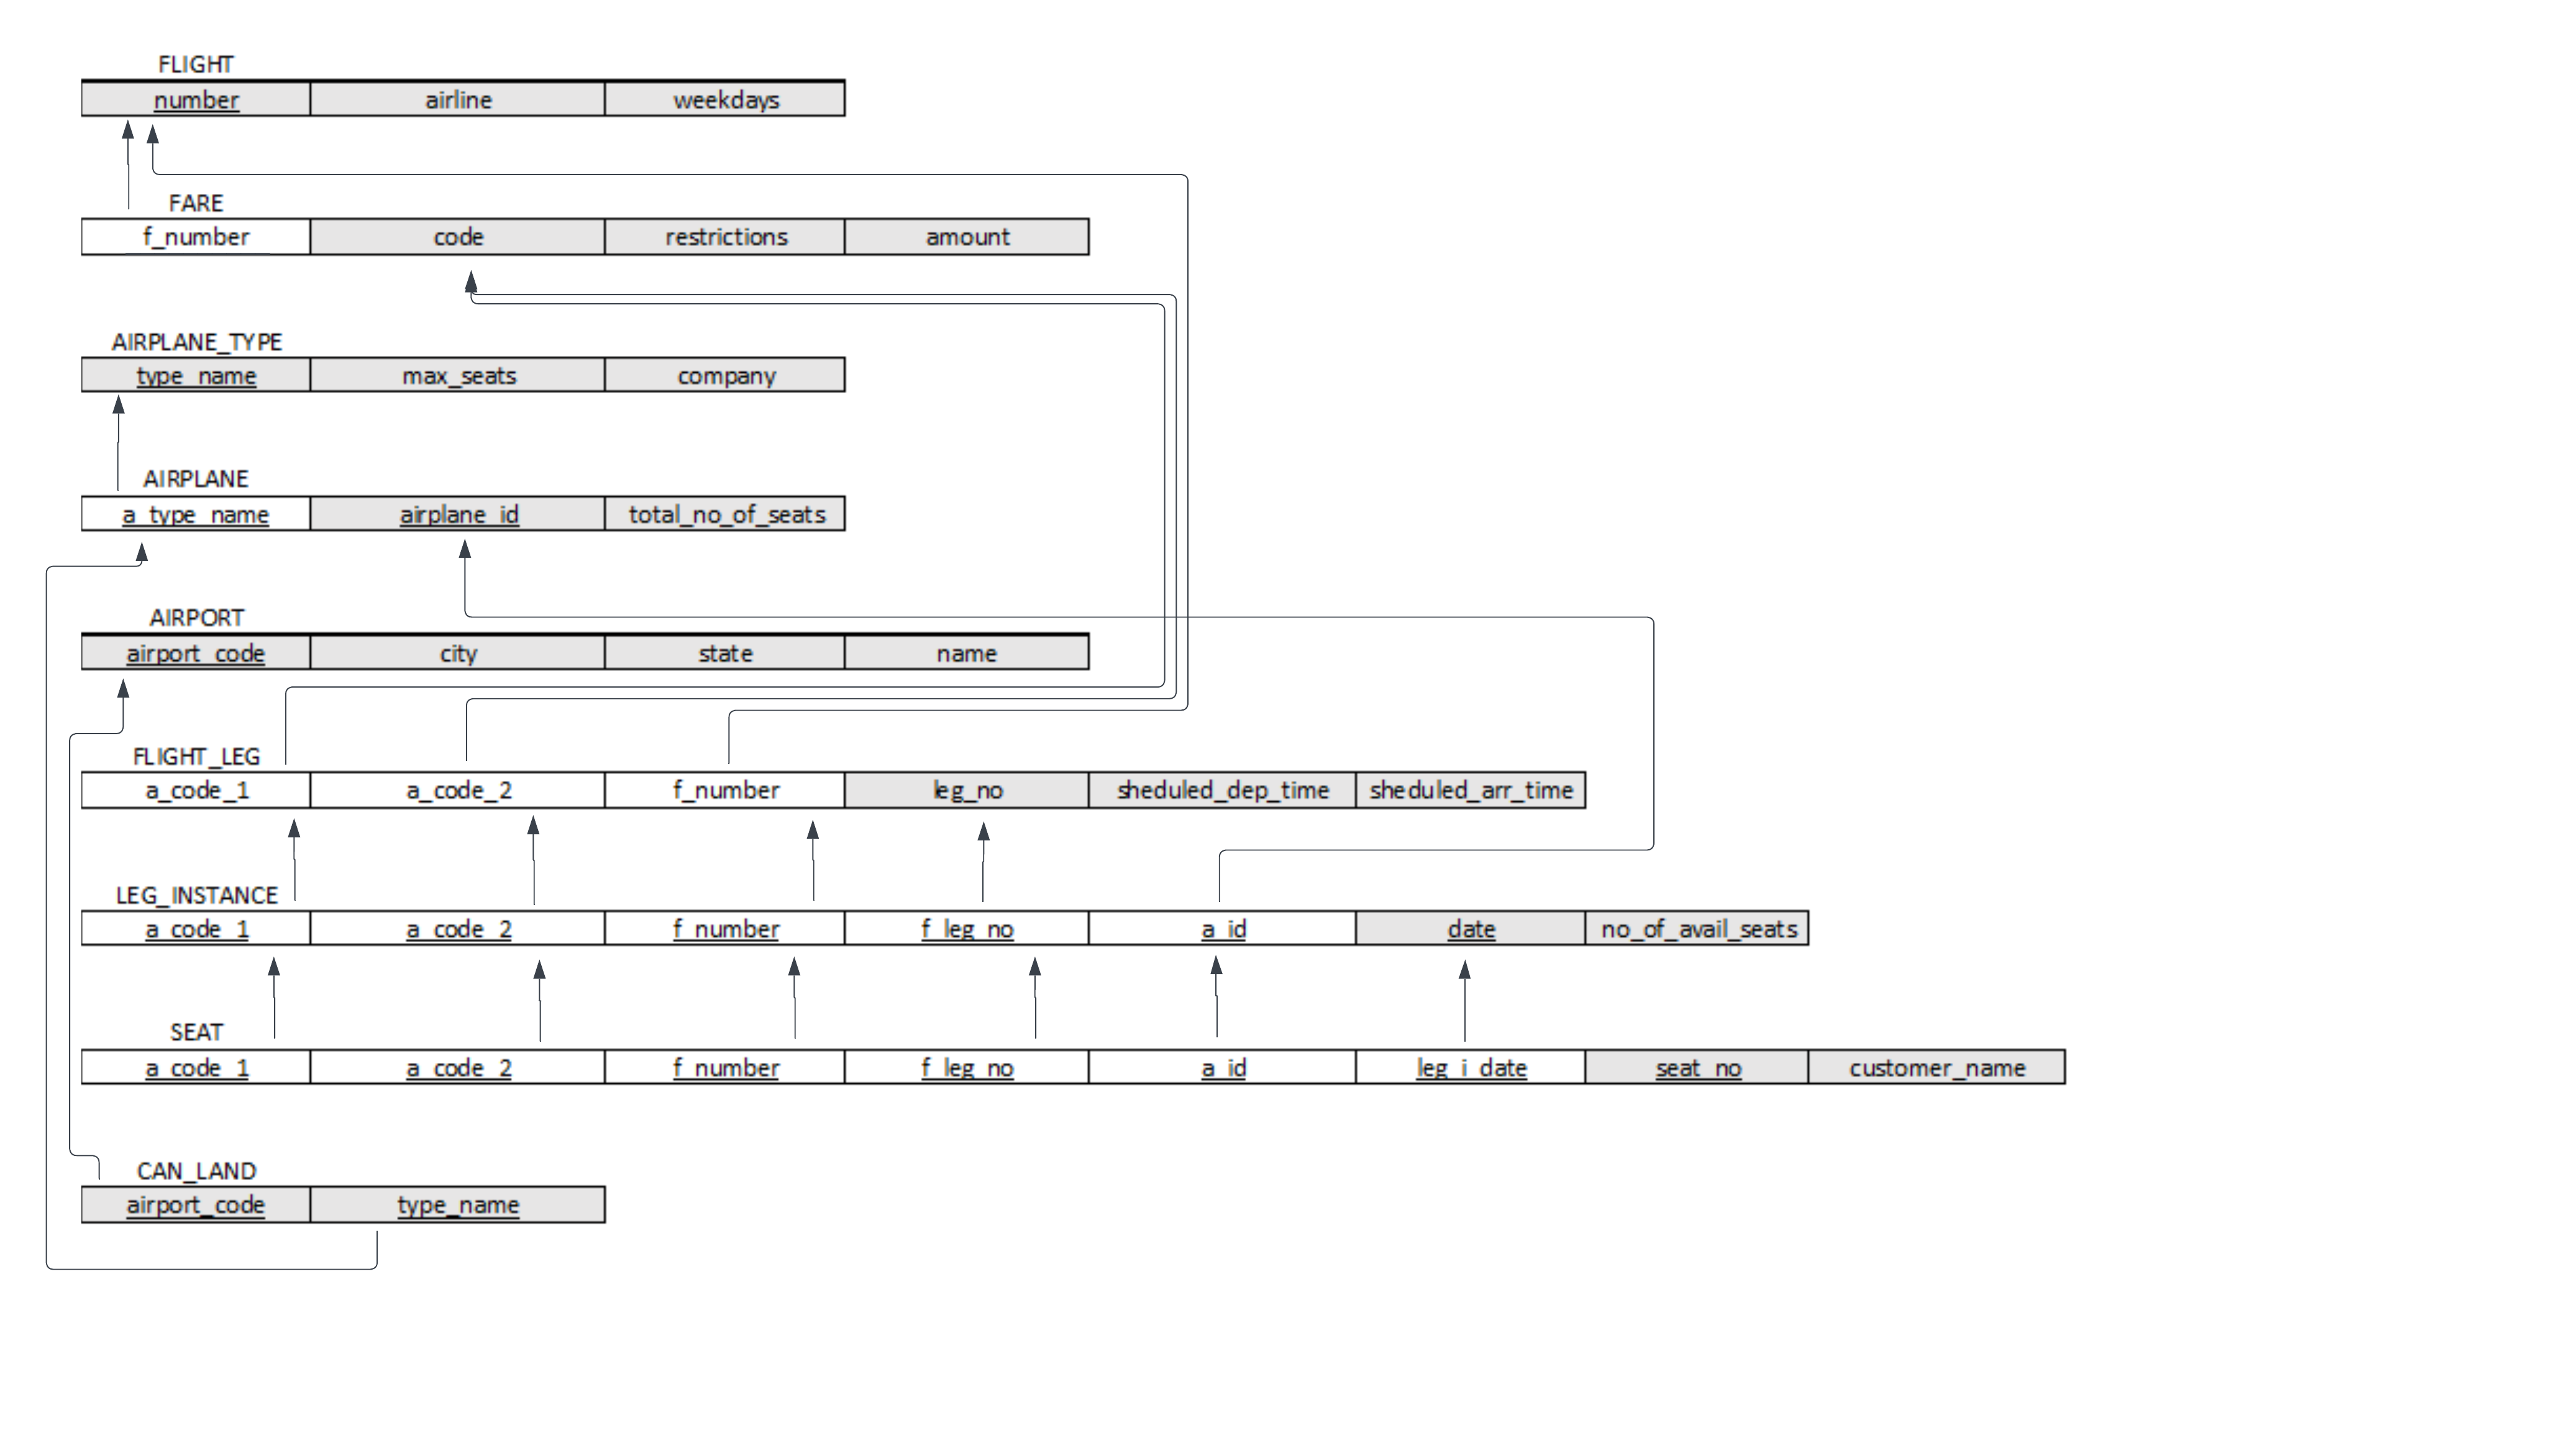 FLIGHT
number airline weekdays
FARE
f_number code restrictions amount
AIRPLANE_TYPE
type_name max_seats company
AIRPLANE
a_type_name airplane_id total_no_of_seats
AIRPORT
airport_code city state name
FLIGHT_LEG
a_code_1 a_code_2 f_number leg_no sheduled_dep_time sheduled_arr_time
LEG_INSTANCE
a_code_1 a_code_2 f_number f_leg_no a_id date no_of_avail_seats
SEAT
a_code_1 a_code_2 f_number f_leg_no a_id leg_i_date seat_no customer_name
CAN_LAND
airport_code type_name